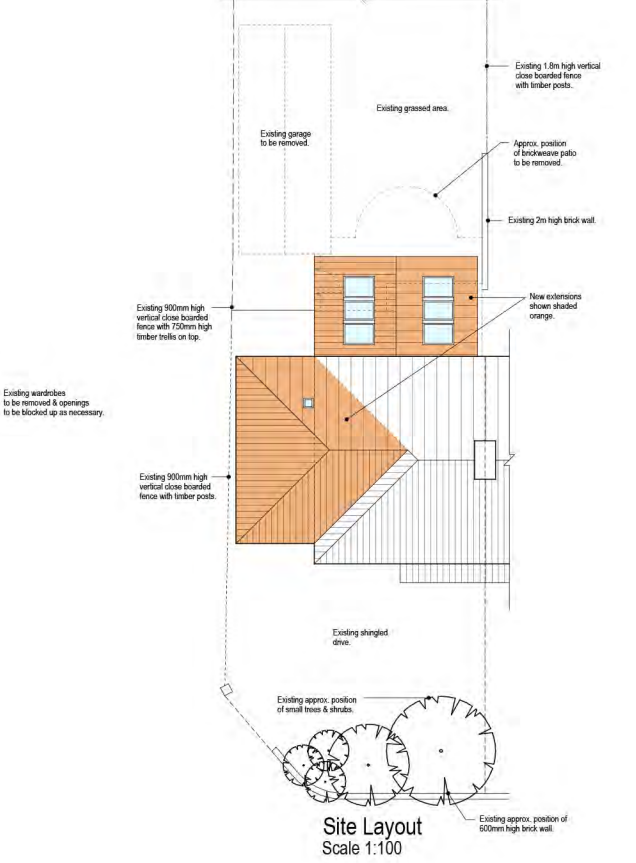 Existing 1.8m high vertical
close boarded fence
with timber posts.
Existing grassed area.
Existing garage
to be removed.
Approx. position
of brickweave patio
to be removed.
Existing 2m high brick wall.
New extensions
shown shaded
orange.
Existing 900mm high
vertical close boarded
fence with 750mm high
timber trellis on top.
Existing wardrobes
to be removed & openings
to be blocked up as necessary.
Existing 900mm high
vertical close boarded
fence with timber posts.
Existing shingled
drive.
Existing approx. position
of small trees & shrubs.
Existing approx. position of
600mm high brick wall.
Site Layout
Scale 1:100